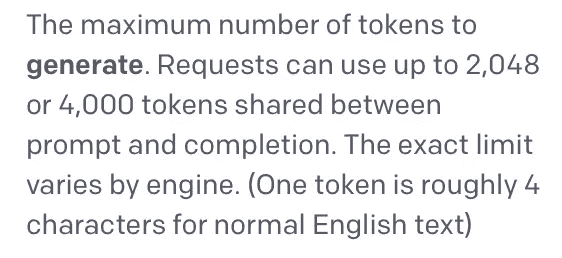 The maximum number of tokens to
generate. Requests can use up to 2,048
or 4,000 tokens shared between
prompt and completion. The exact limit
varies by engine. (One token is roughly 4
characters for normal English text)